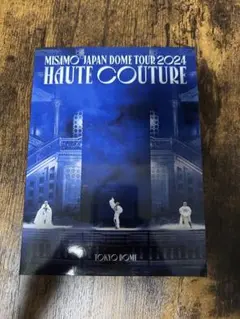 MISAMO JAPAN DOME TOUR 2024
HAUTE COUTURE
TOKYO DOME